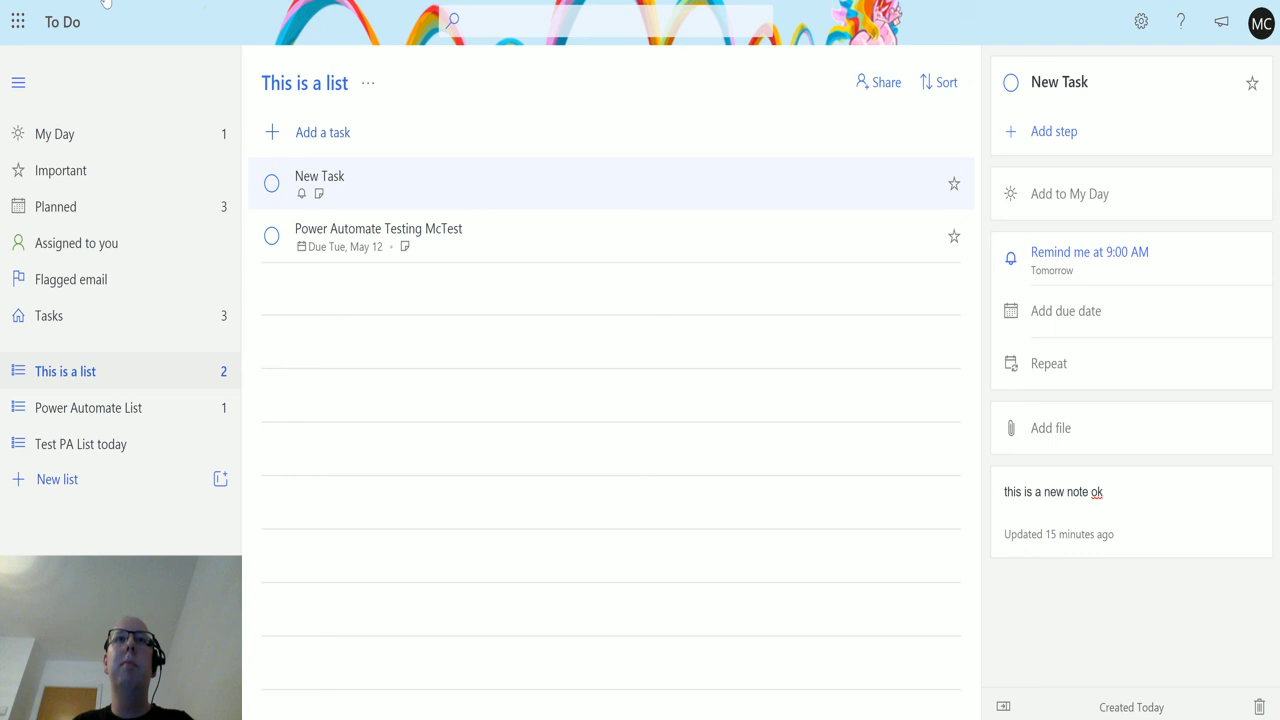 To Do
MC
My Day 1
Important
Planned 3
Assigned to you
Flagged email
Tasks 3
This is a list 2
Power Automate List 1
Test PA List today
New list
This is a list ...
Share
Sort
Add a task
New Task
Power Automate Testing McTest
Due Tue, May 12 •
New Task
Add step
Add to My Day
Remind me at 9:00 AM
Tomorrow
Add due date
Repeat
Add file
this is a new note ok
Updated 15 minutes ago
Created Today